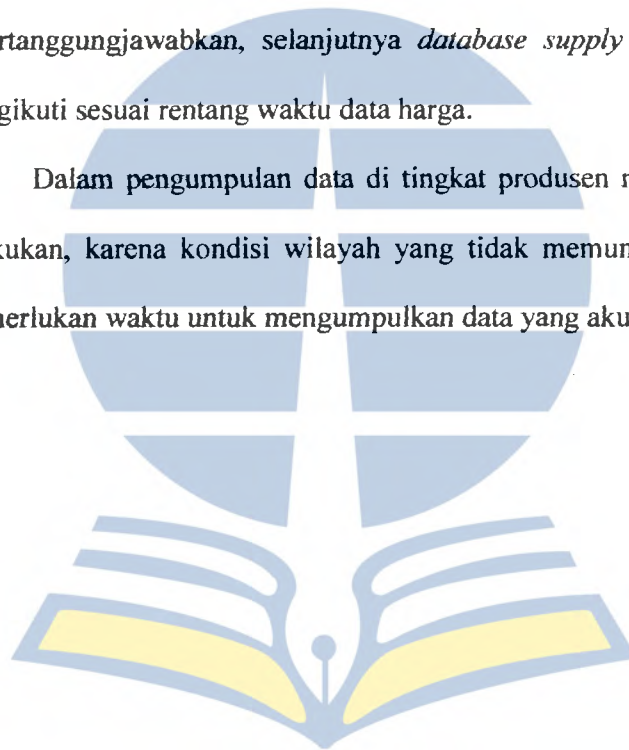 rtanggungjawabkan, selanjutnya database supply
gikuti sesuai rentang waktu data harga.
Dalam pengumpulan data di tingkat produsen
kukan, karena kondisi wilayah yang tidak memun
nerlukan waktu untuk mengumpulkan data yang aku